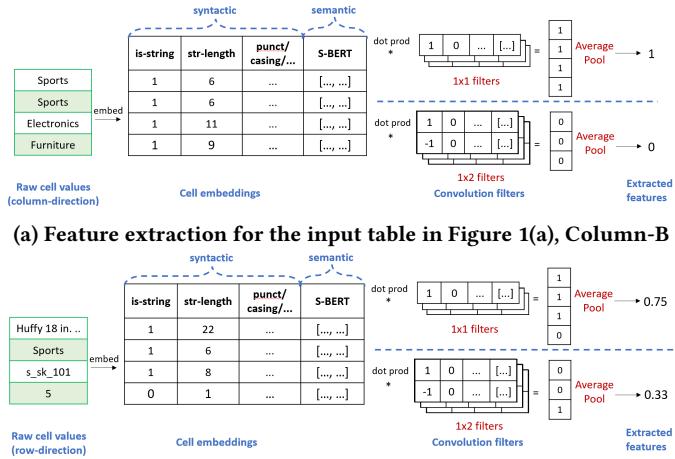 syntactic semantic
is-string str-length punct/ casing/... S-BERT
Sports 1 6 ... [..., ...]
Sports 1 6 ... [..., ...]
Electronics 1 11 ... [..., ...]
Furniture 1 9 ... [..., ...]
embed
Raw cell values
(column-direction)
Cell embeddings
dot prod
*
1 0 ... [...]
1x1 filters
=
1
1
1
1
Average
Pool
1
dot prod
*
1 0 ... [...]
-1 0 ... [...]
1x2 filters
Convolution filters
=
0
0
0
Average
Pool
0
Extracted
features
(a) Feature extraction for the input table in Figure 1(a), Column-B
syntactic semantic
is-string str-length punct/ casing/... S-BERT
Huffy 18 in. .. 1 22 ... [..., ...]
Sports 1 6 ... [..., ...]
s_sk_101 1 8 ... [..., ...]
5 0 1 ... [..., ...]
embed
Raw cell values
(row-direction)
Cell embeddings
dot prod
*
1 0 ... [...]
1x1 filters
=
1
1
1
0
Average
Pool
0.75
dot prod
*
1 0 ... [...]
-1 0 ... [...]
1x2 filters
Convolution filters
=
0
0
1
Average
Pool
0.33
Extracted
features